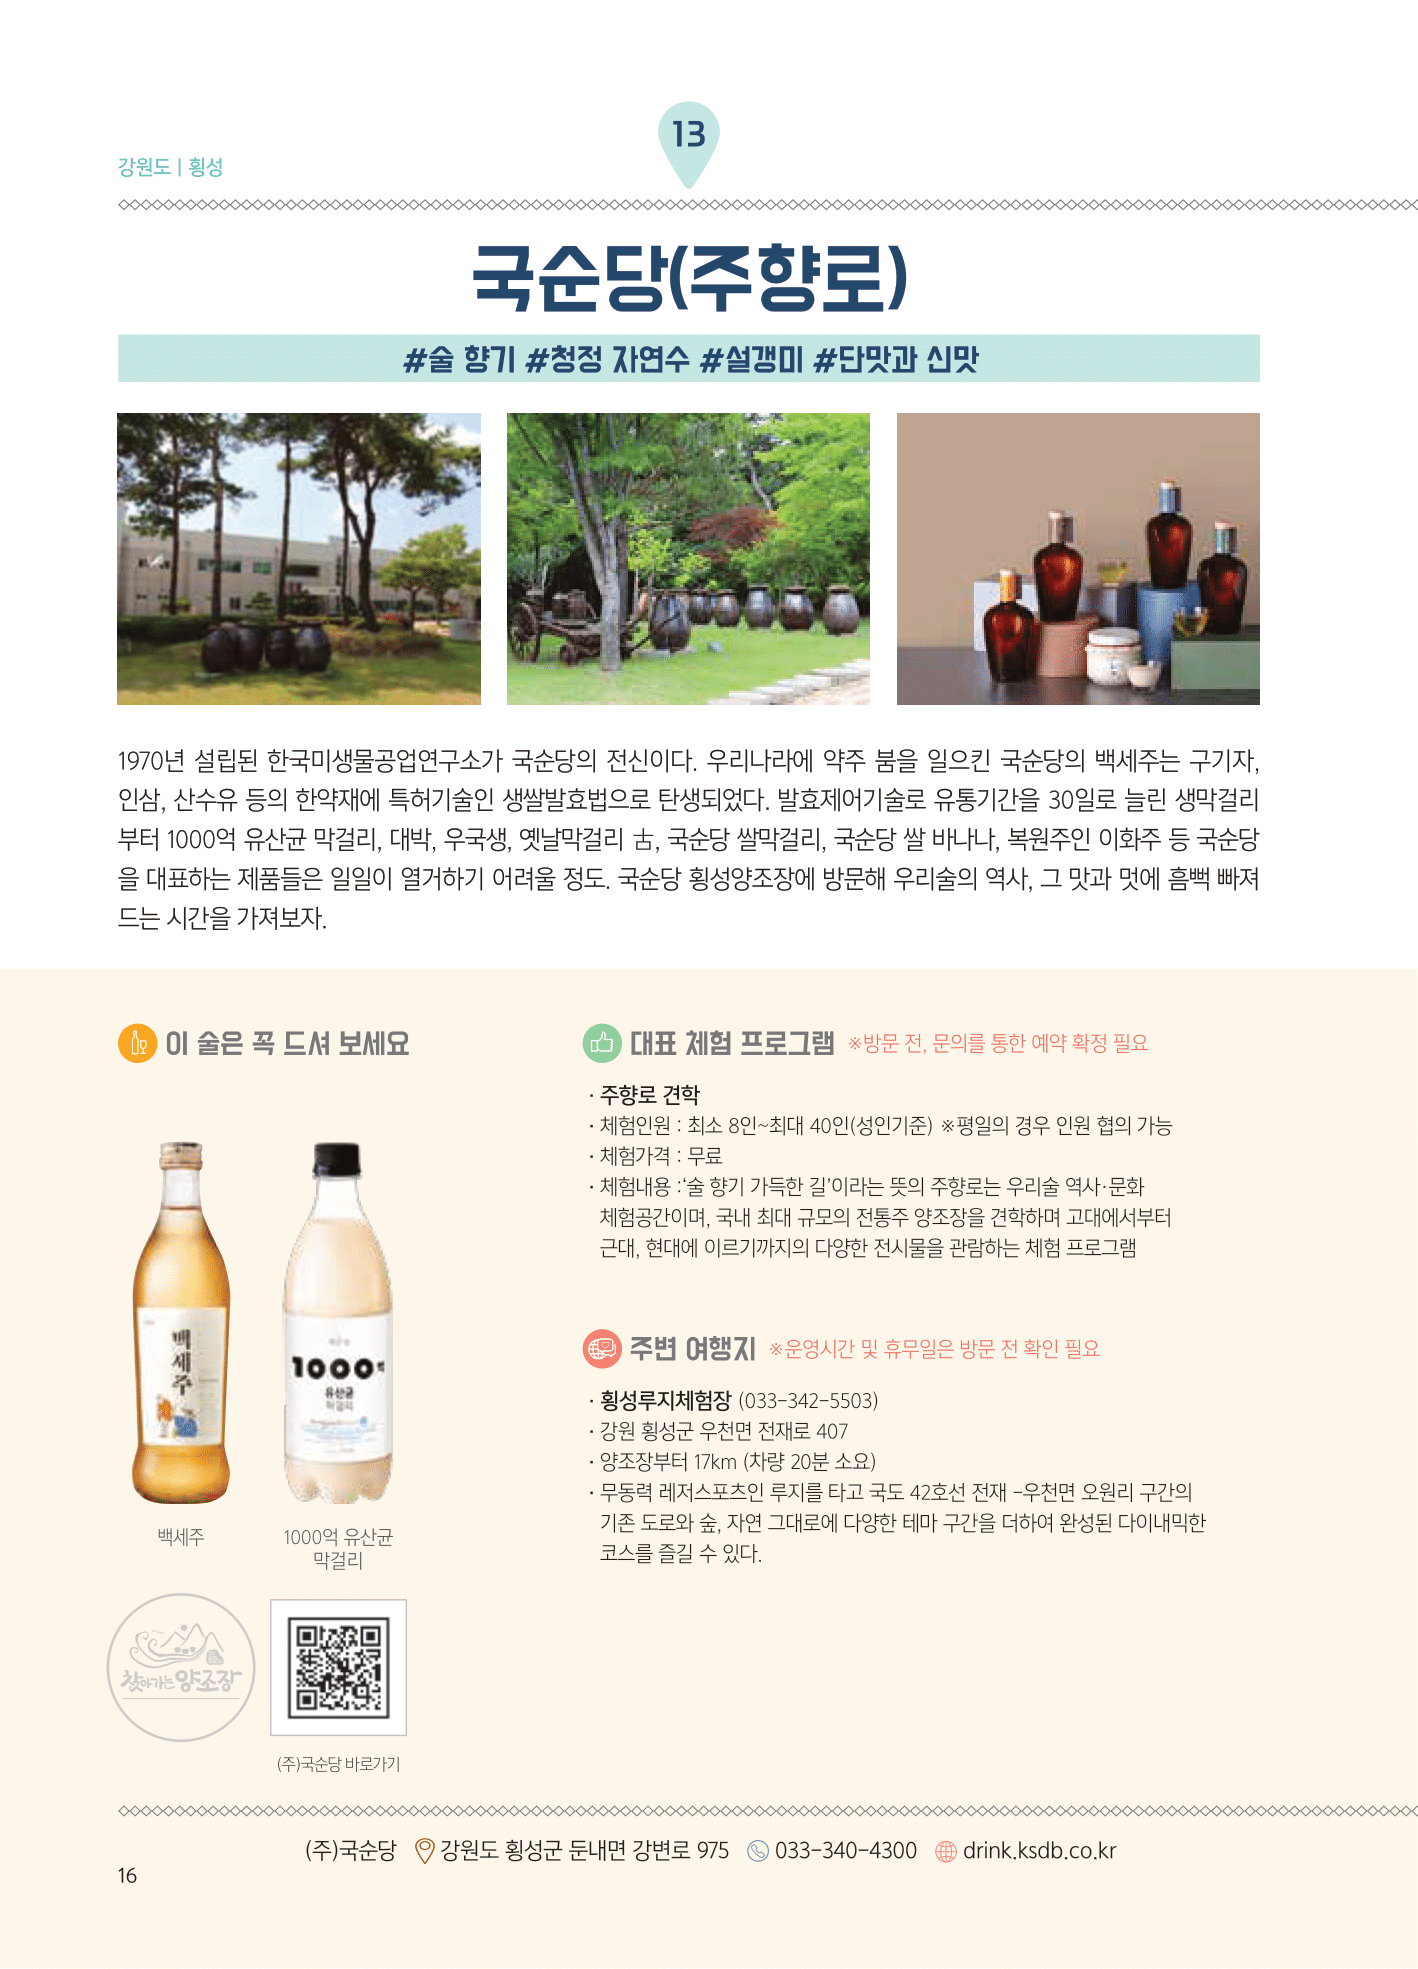 13
강원도 | 횡성
국순당(주향로)
#술 향기 #청정 자연수 #설갱미 #단맛과 신맛
1970년 설립된 한국미생물공업연구소가 국순당의 전신이다. 우리나라에 약주 붐을 일으킨 국순당의 백세주는 구기자,
인삼, 산수유 등의 한약재에 특허기술인 생쌀발효법으로 탄생되었다. 발효제어기술로 유통기간을 30일로 늘린 생막걸리
부터 1000억 유산균 막걸리, 대박, 우국생, 옛날막걸리 古, 국순당 쌀막걸리, 국순당 쌀 바나나, 복원주인 이화주 등 국순당
을 대표하는 제품들은 일일이 열거하기 어려울 정도. 국순당 횡성양조장에 방문해 우리술의 역사, 그 맛과 멋에 흠뻑 빠져
드는 시간을 가져보자.
이 술은 꼭 드셔 보세요
백세주
1000억
유산균
막걸리
백세주
1000억 유산균
막걸리
찾아가는 양조장
(주)국순당 바로가기
대표 체험 프로그램 ※방문 전, 문의를 통한 예약 확정 필요
· 주향로 견학
· 체험인원 : 최소 8인~최대 40인(성인기준) ※평일의 경우 인원 협의 가능
· 체험가격 : 무료
· 체험내용 :‘술 향기 가득한 길’이라는 뜻의 주향로는 우리술 역사·문화
체험공간이며, 국내 최대 규모의 전통주 양조장을 견학하며 고대에서부터
근대, 현대에 이르기까지의 다양한 전시물을 관람하는 체험 프로그램
주변 여행지 ※운영시간 및 휴무일은 방문 전 확인 필요
· 횡성루지체험장 (033-342-5503)
· 강원 횡성군 우천면 전재로 407
· 양조장부터 17km (차량 20분 소요)
· 무동력 레저스포츠인 루지를 타고 국도 42호선 전재 -우천면 오원리 구간의
기존 도로와 숲, 자연 그대로에 다양한 테마 구간을 더하여 완성된 다이내믹한
코스를 즐길 수 있다.
(주)국순당 강원도 횡성군 둔내면 강변로 975 033-340-4300 drink.ksdb.co.kr
16